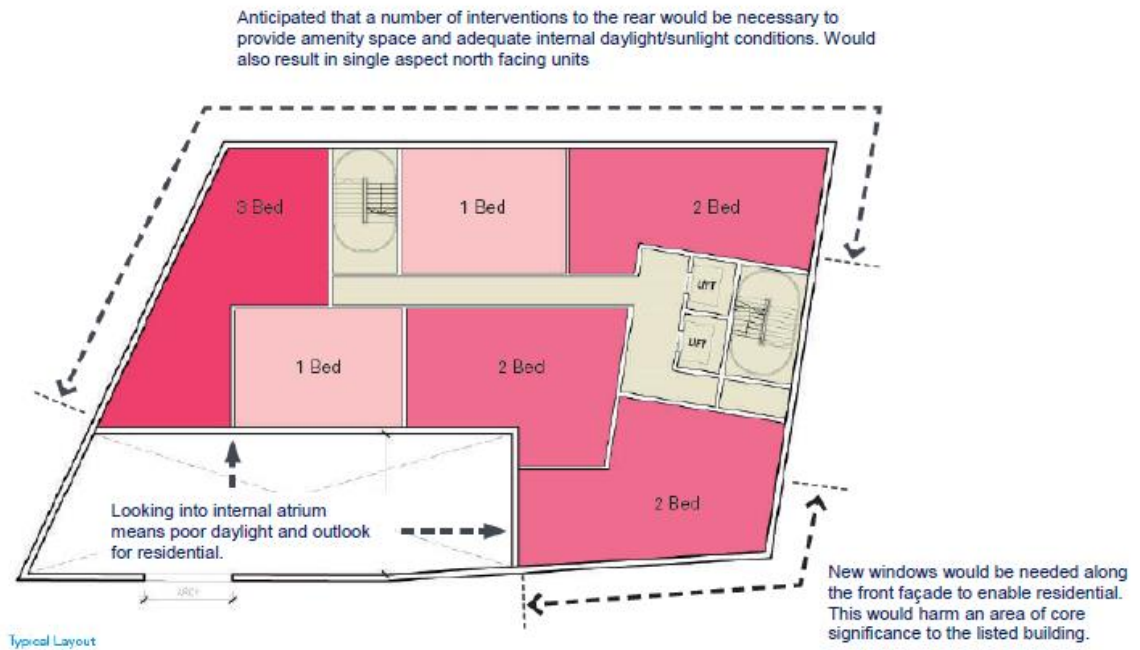 Anticipated that a number of interventions to the rear would be necessary to
provide amenity space and adequate internal daylight/sunlight conditions. Would
also result in single aspect north facing units
3 Bed
1 Bed
2 Bed
LIFT
LIFT
1 Bed
2 Bed
2 Bed
Looking into internal atrium
means poor daylight and outlook
for residential.
New windows would be needed along
the front façade to enable residential.
This would harm an area of core
significance to the listed building.
Typical Layout